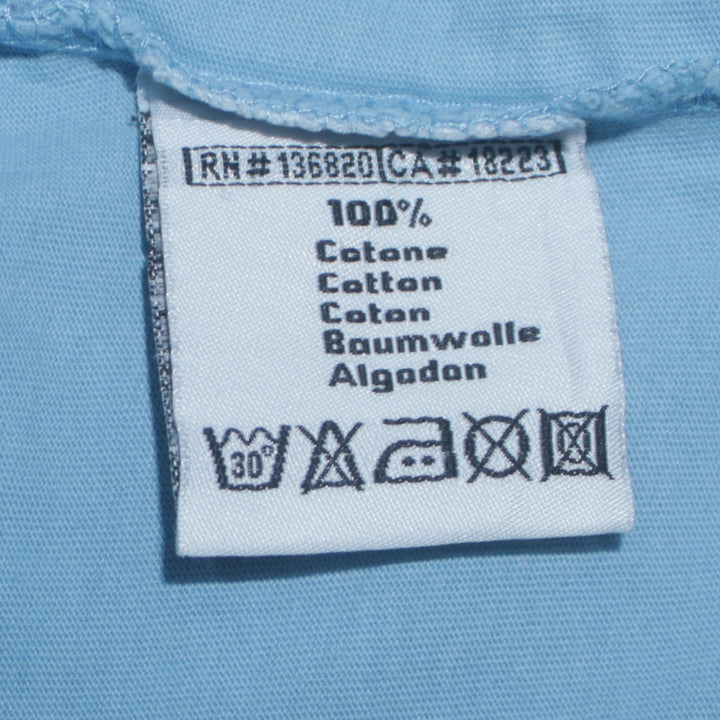 RN# 136820 CA# 18223
100%
Cotone
Cotton
Coton
Baumwolle
Algodon
30°